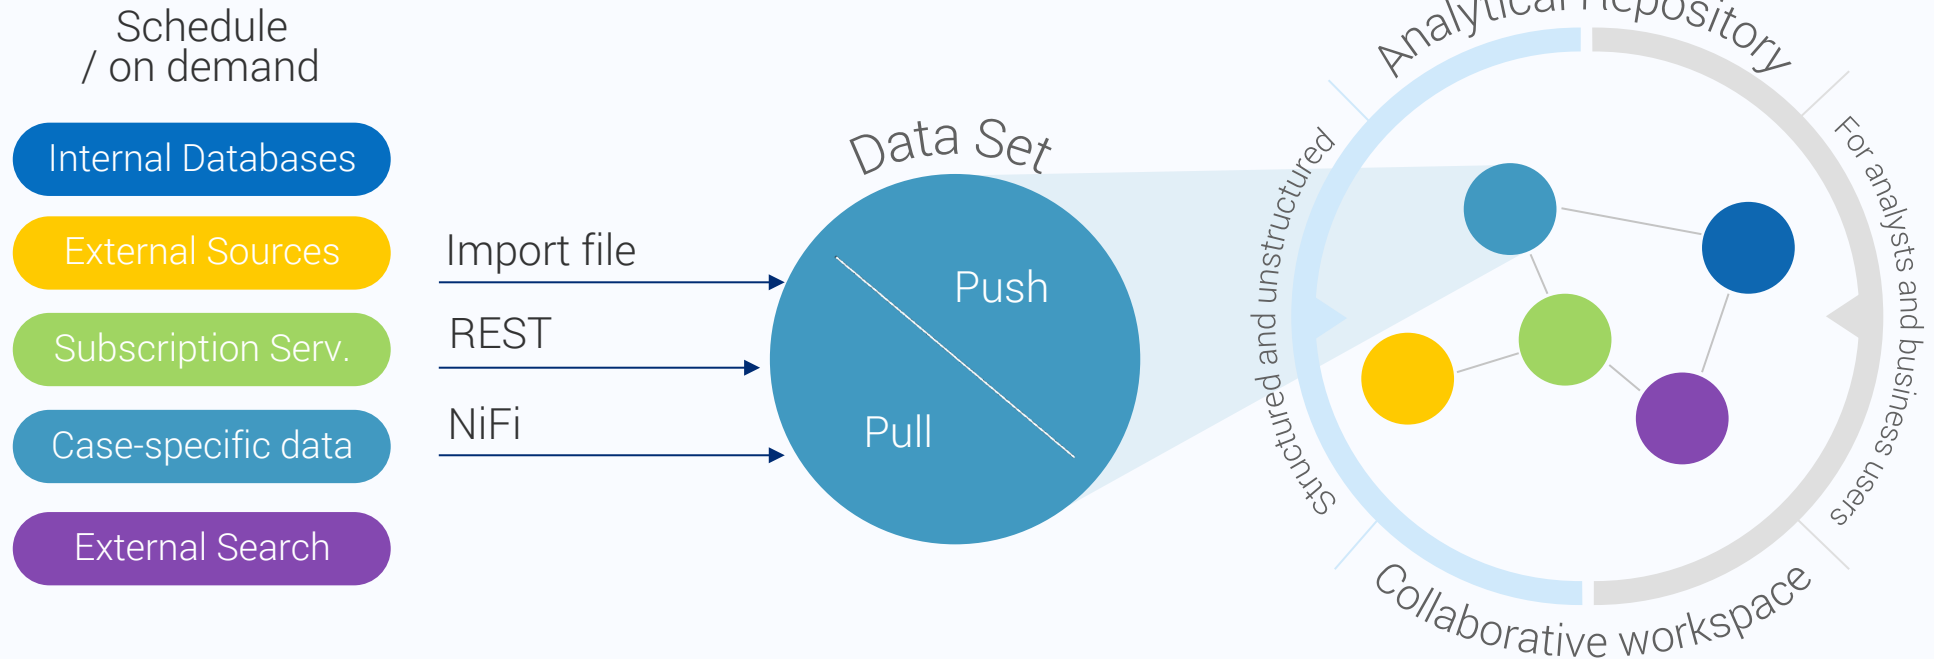 Schedule
/ on demand
Internal Databases
External Sources
Subscription Serv.
Case-specific data
External Search
Import file
REST
NiFi
Data Set
Push
Pull
Analytical Repository
Structured and unstructured
For analysts and business users
Collaborative workspace